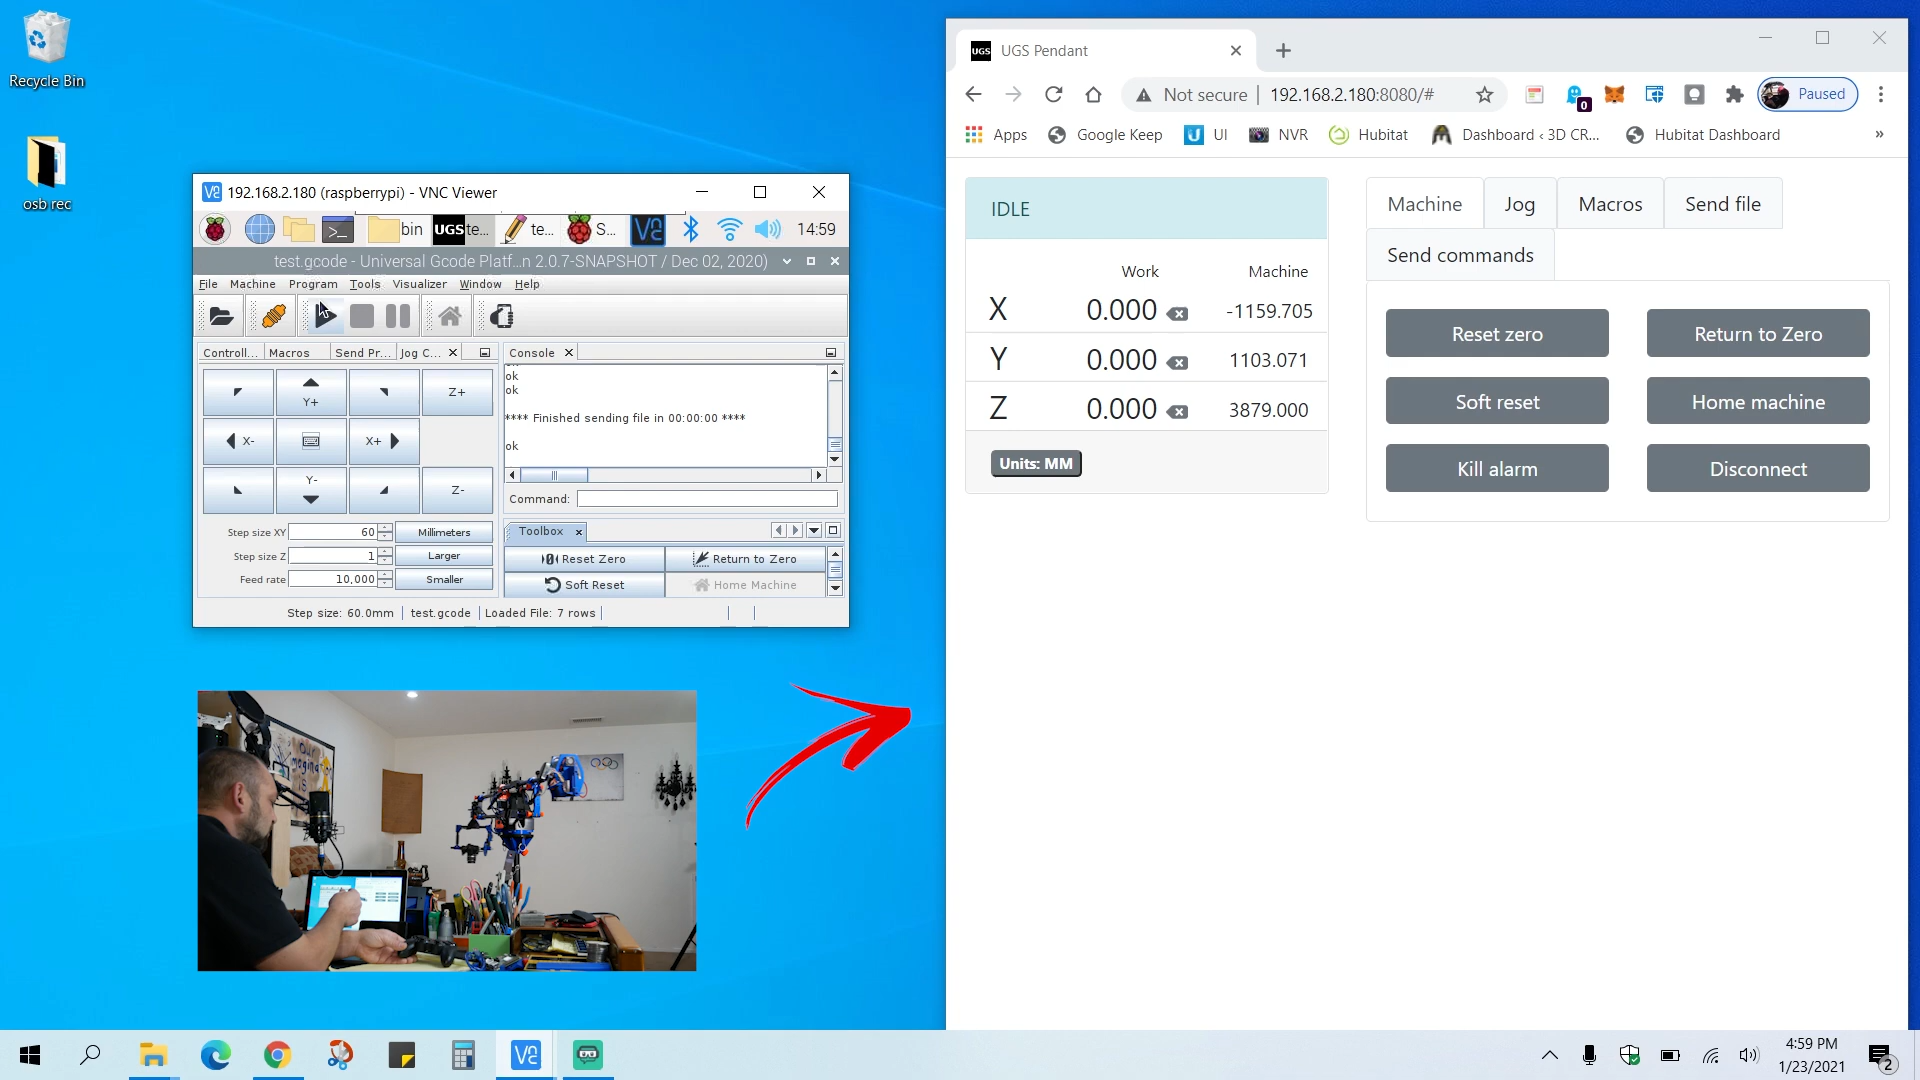 Recycle Bin
osb rec
192.168.2.180 (raspberrypi) - VNC Viewer
bin
UGS te...
te...
S...
14:59
test.gcode - Universal Gcode Platf...n 2.0.7-SNAPSHOT / Dec 02, 2020)
File Machine Program Tools Visualizer Window Help
Controll... Macros Send Pr... Jog C...
Y+
Z+
X-
X+
Y-
Z-
Step size XY 60 Millimeters
Step size Z 1 Larger
Feed rate 10,000 Smaller
Console
ok
ok
**** Finished sending file in 00:00:00 ****
ok
Command:
Toolbox
Reset Zero Return to Zero
Soft Reset Home Machine
Step size: 60.0mm test.gcode Loaded File: 7 rows
UGS UGS Pendant
Not secure 192.168.2.180:8080/#
0
Paused
Apps Google Keep UI NVR Hubitat Dashboard ‹ 3D CR... Hubitat Dashboard »
IDLE
Work Machine
X 0.000 -1159.705
Y 0.000 1103.071
Z 0.000 3879.000
Units: MM
Machine Jog Macros Send file
Send commands
Reset zero Return to Zero
Soft reset Home machine
Kill alarm Disconnect
4:59 PM
1/23/2021
2